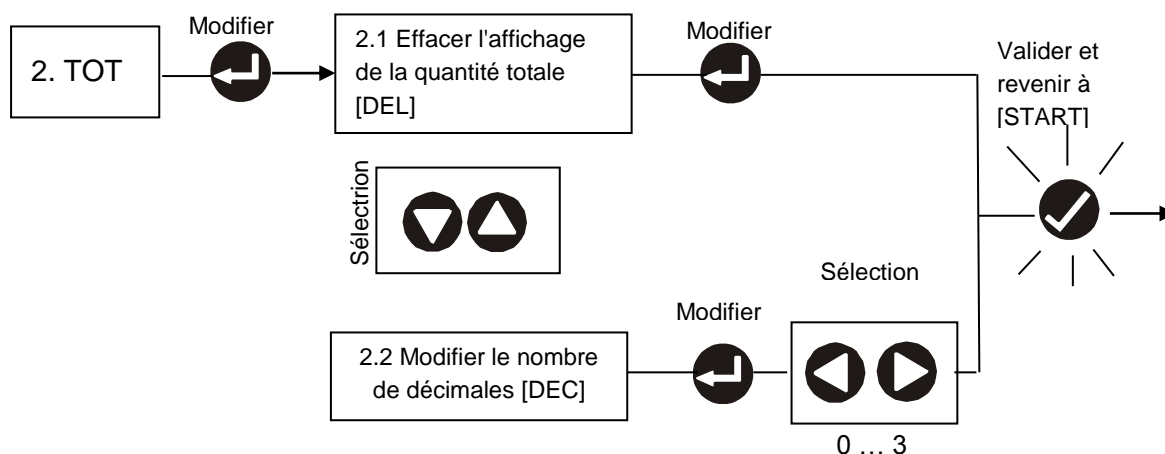 Modifier
2. TOT
2.1 Effacer l'affichage
de la quantité totale
[DEL]
Modifier
Valider et
revenir à
[START]
Sélectrion
Sélection
Modifier
2.2 Modifier le nombre
de décimales [DEC]
0 … 3